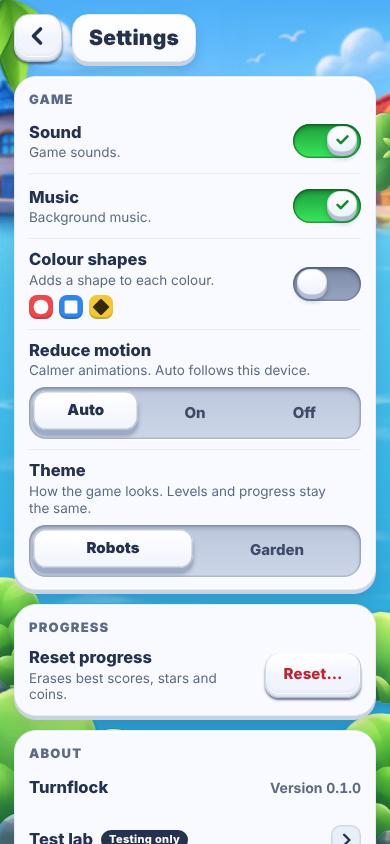 Settings
GAME
Sound
Game sounds.
Music
Background music.
Colour shapes
Adds a shape to each colour.
Reduce motion
Calmer animations. Auto follows this device.
Auto On Off
Theme
How the game looks. Levels and progress stay
the same.
Robots Garden
PROGRESS
Reset progress
Erases best scores, stars and
coins.
Reset...
ABOUT
Turnflock Version 0.1.0
Test lab Testing only